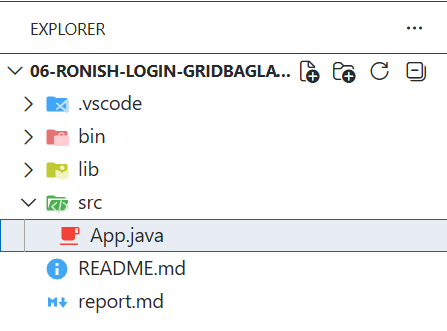 EXPLORER ...
06-RONISH-LOGIN-GRIDBAGLA...
.vscode
bin
lib
src
App.java
README.md
report.md